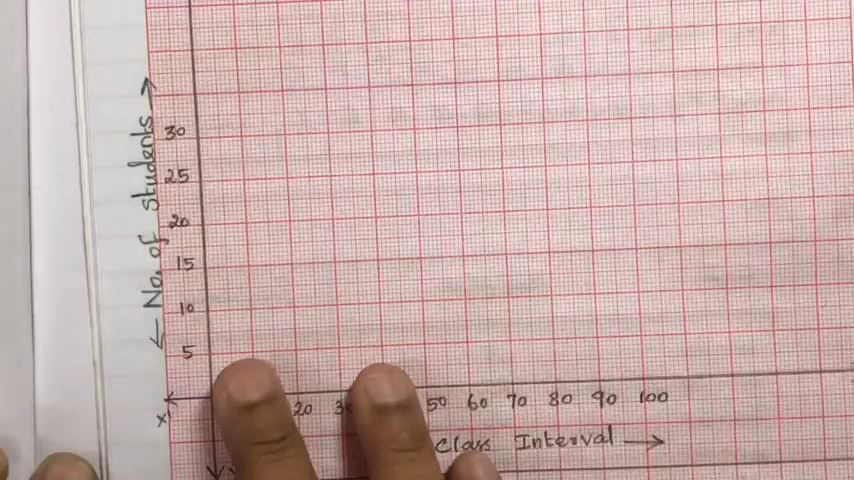 ← No. of Students →
30
25
20
15
10
5
X
20 50 60 70 80 90 100
Class Interval →